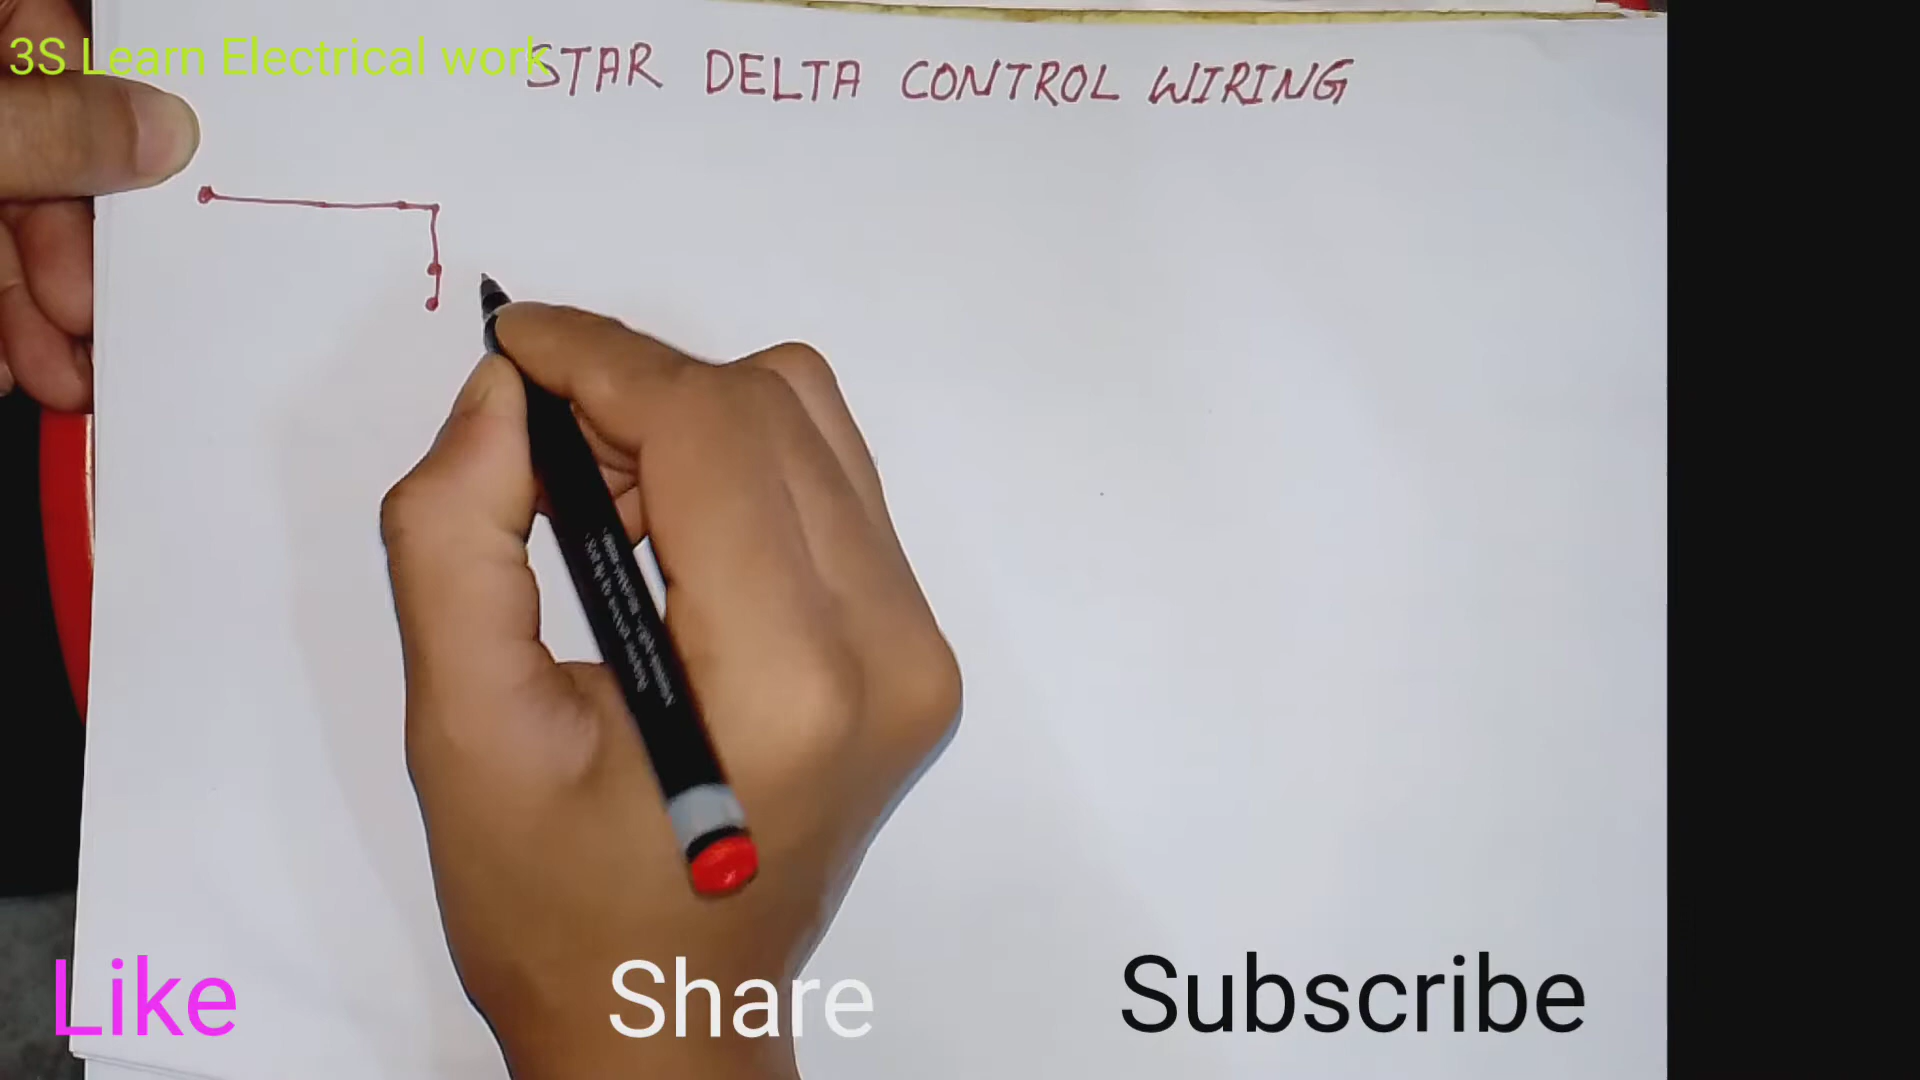 3S Learn Electrical work
STAR DELTA CONTROL WIRING
Like
Share
Subscribe